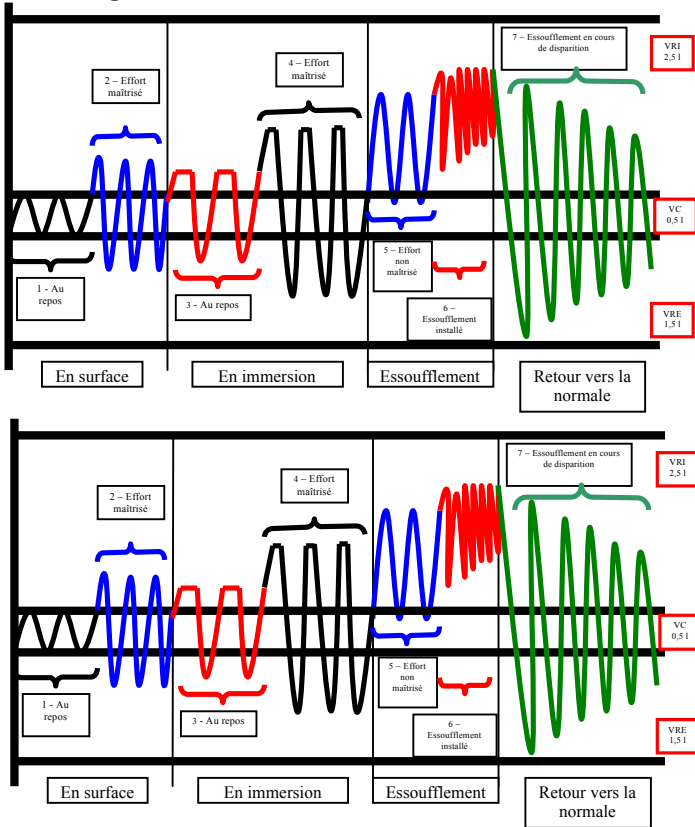 7 – Essoufflement en cours
de disparition
VRI
2,5 l
4 – Effort
maîtrisé
2 – Effort
maîtrisé
VC
0,5 l
1 - Au
repos
3 - Au repos
5 – Effort
non
maîtrisé
6 –
Essoufflement
installé
VRE
1,5 l
En surface
En immersion
Essoufflement
Retour vers la
normale
7 – Essoufflement en cours
de disparition
VRI
2,5 l
4 – Effort
maîtrisé
2 – Effort
maîtrisé
VC
0,5 l
1 - Au
repos
3 - Au repos
5 – Effort
non
maîtrisé
6 –
Essoufflement
installé
VRE
1,5 l
En surface
En immersion
Essoufflement
Retour vers la
normale